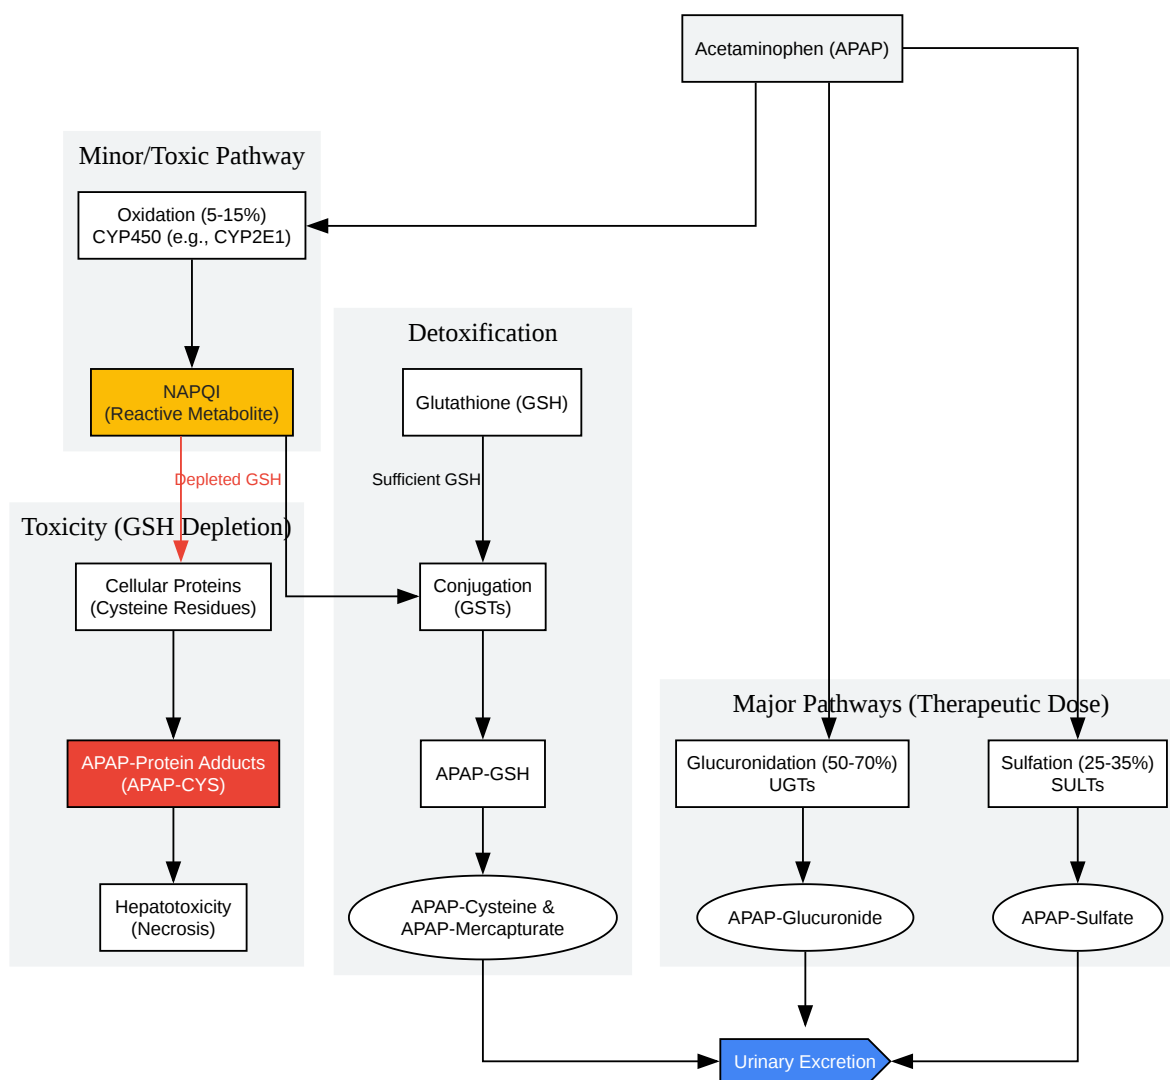 Acetaminophen (APAP)
Minor/Toxic Pathway
Oxidation (5-15%)
CYP450 (e.g., CYP2E1)
NAPQI
(Reactive Metabolite)
Depleted GSH
Toxicity (GSH Depletion)
Cellular Proteins
(Cysteine Residues)
APAP-Protein Adducts
(APAP-CYS)
Hepatotoxicity
(Necrosis)
Detoxification
Glutathione (GSH)
Sufficient GSH
Conjugation
(GSTs)
APAP-GSH
APAP-Cysteine &
APAP-Mercapturate
Major Pathways (Therapeutic Dose)
Glucuronidation (50-70%)
UGTs
Sulfation (25-35%)
SULTs
APAP-Glucuronide
APAP-Sulfate
Urinary Excretion